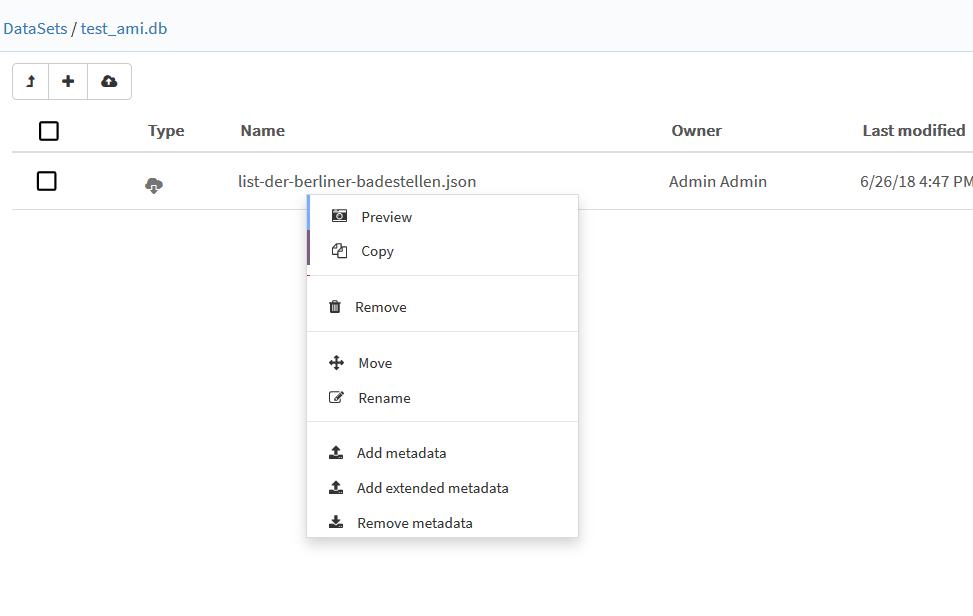 DataSets / test_ami.db
Type Name Owner Last modified
list-der-berliner-badestellen.json Admin Admin 6/26/18 4:47 PM
Preview
Copy
Remove
Move
Rename
Add metadata
Add extended metadata
Remove metadata